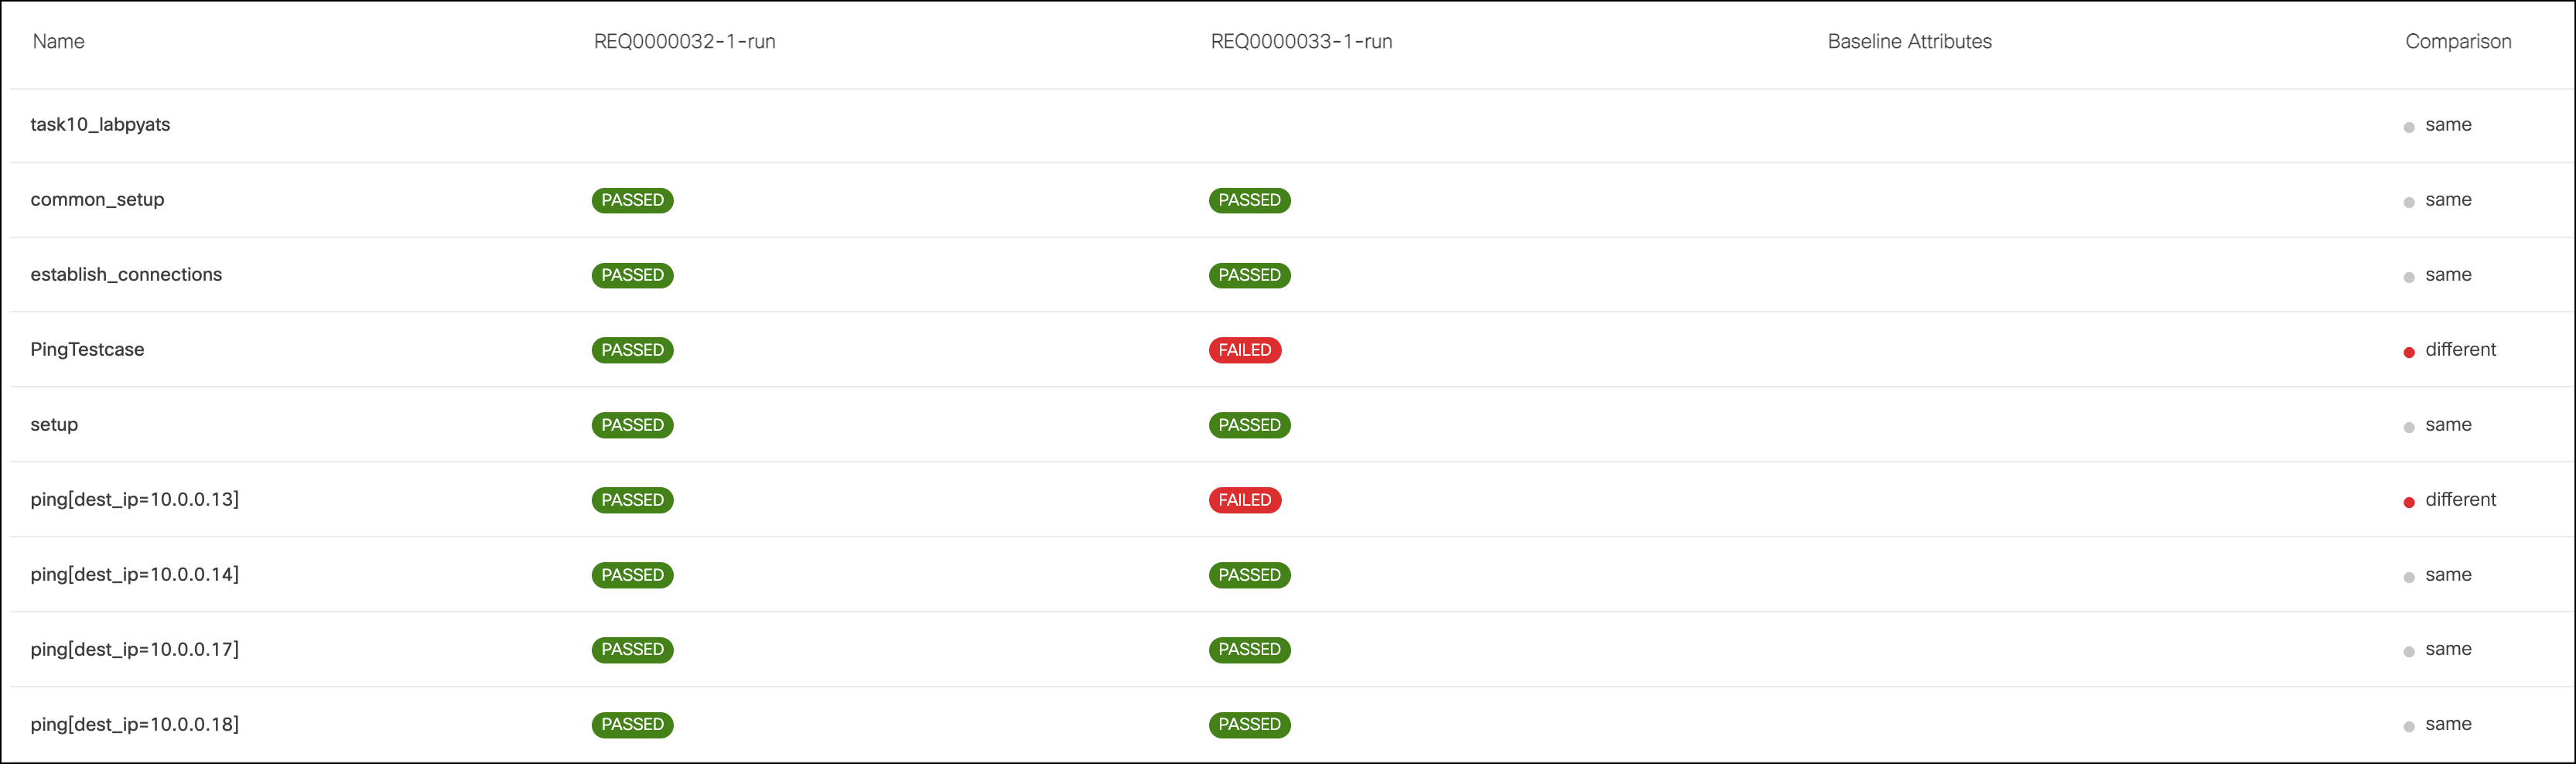 Name REQ0000032-1-run REQ0000033-1-run Baseline Attributes Comparison
task10_labpyats same
common_setup PASSED PASSED same
establish_connections PASSED PASSED same
PingTestcase PASSED FAILED different
setup PASSED PASSED same
ping[dest_ip=10.0.0.13] PASSED FAILED different
ping[dest_ip=10.0.0.14] PASSED PASSED same
ping[dest_ip=10.0.0.17] PASSED PASSED same
ping[dest_ip=10.0.0.18] PASSED PASSED same